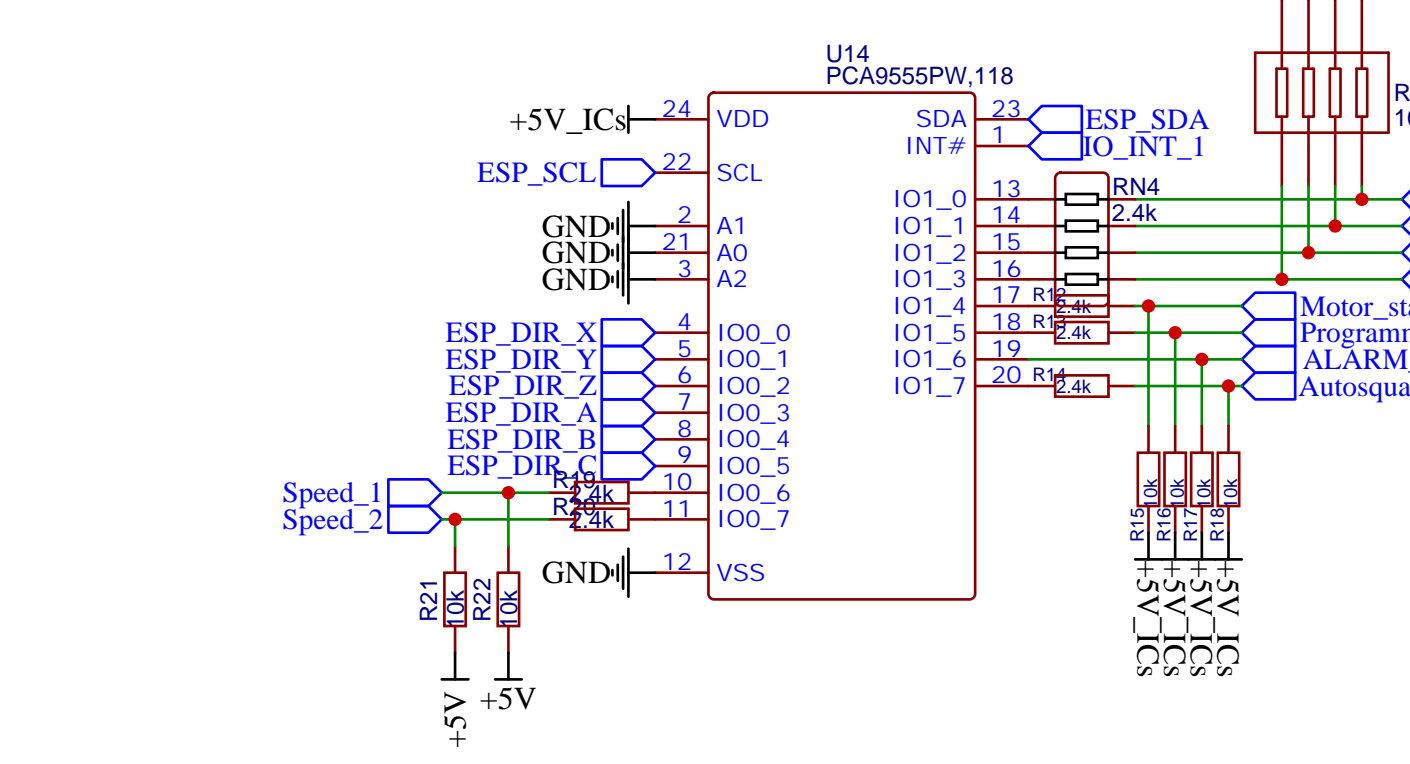 U14
PCA9555PW,118
+5V_ICs 24 VDD
SDA 23 ESP_SDA
INT# 1 IO_INT_1
ESP_SCL 22 SCL
GND 2 A1
GND 21 A0
GND 3 A2
IO1_0 13 RN4
IO1_1 14 2.4k
IO1_2 15
IO1_3 16
IO1_4 17 R12 2.4k
IO1_5 18 R13 2.4k
IO1_6 19
IO1_7 20 R14 2.4k
ESP_DIR_X 4 IO0_0
ESP_DIR_Y 5 IO0_1
ESP_DIR_Z 6 IO0_2
ESP_DIR_A 7 IO0_3
ESP_DIR_B 8 IO0_4
ESP_DIR_C 9 IO0_5
Speed_1 R19 2.4k 10 IO0_6
Speed_2 R20 2.4k 11 IO0_7
GND 12 VSS
R21 10k
R22 10k
+5V
+5V
R15 10k
R16 10k
R17 10k
R18 10k
+5V_ICs
+5V_ICs
+5V_ICs
+5V_ICs
ALARM_